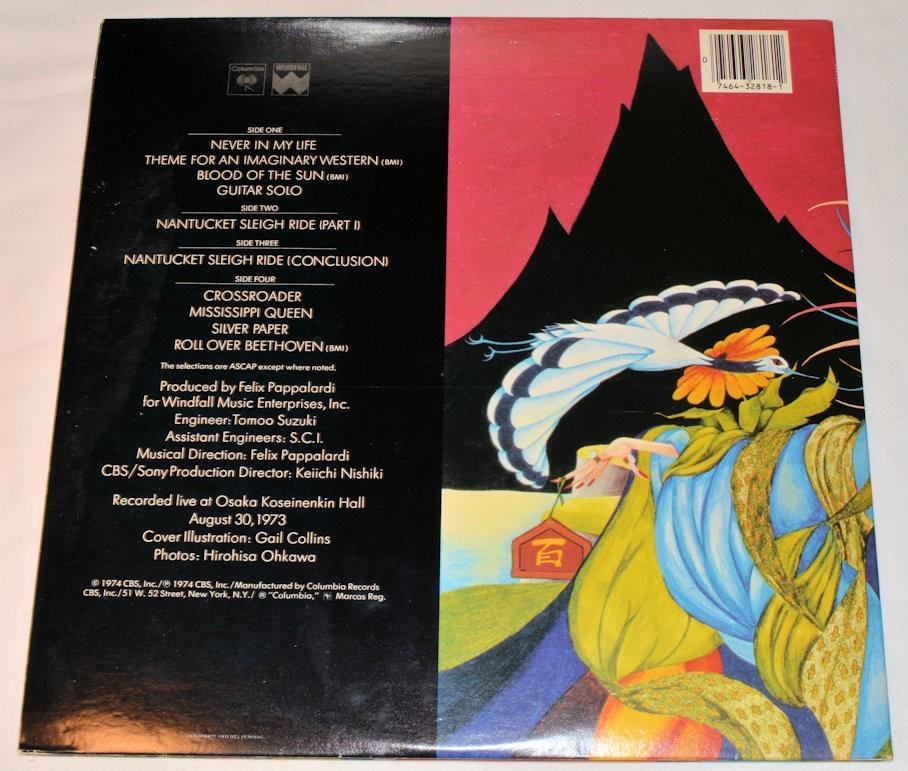 Columbia
WINDFALL
SIDE ONE
NEVER IN MY LIFE
THEME FOR AN IMAGINARY WESTERN (BMI)
BLOOD OF THE SUN (BMI)
GUITAR SOLO
SIDE TWO
NANTUCKET SLEIGH RIDE (PART I)
SIDE THREE
NANTUCKET SLEIGH RIDE (CONCLUSION)
SIDE FOUR
CROSSROADER
MISSISSIPPI QUEEN
SILVER PAPER
ROLL OVER BEETHOVEN (BMI)
The selections are ASCAP except where noted.
Produced by Felix Pappalardi
for Windfall Music Enterprises, Inc.
Engineer: Tomoo Suzuki
Assistant Engineers: S.C.I.
Musical Direction: Felix Pappalardi
CBS/Sony Production Director: Keiichi Nishiki
Recorded live at Osaka Koseinenkin Hall
August 30, 1973
Cover Illustration: Gail Collins
Photos: Hirohisa Ohkawa
© 1974 CBS, Inc./℗ 1974 CBS, Inc./Manufactured by Columbia Records
CBS, Inc./51 W. 52 Street, New York, N.Y./ ® "Columbia," Marcas Reg.
PATENTS PENDING
0 7464-32818-1
百